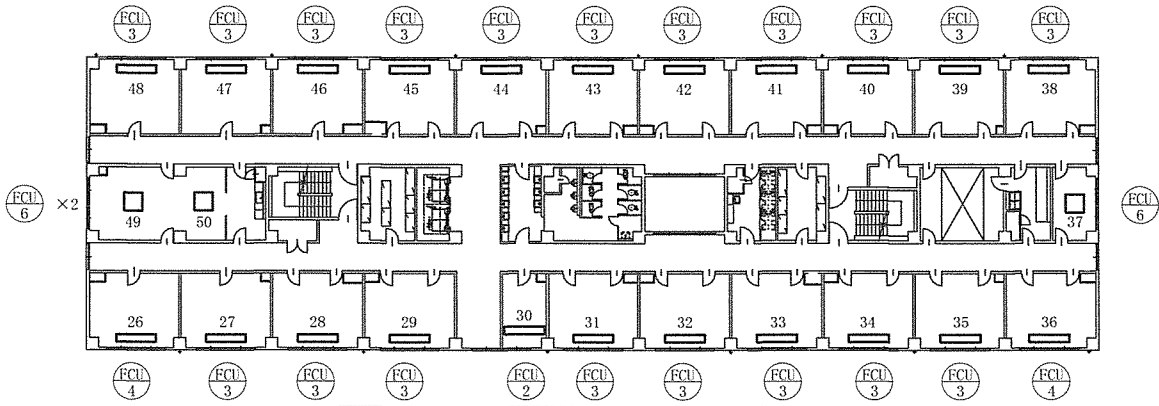 FCU FCU FCU FCU FCU FCU FCU FCU FCU FCU FCU
3 3 3 3 3 3 3 3 3 3 3
48 47 46 45 44 43 42 41 40 39 38
FCU
6
×2
49 50 37
FCU
6
26 27 28 29 30 31 32 33 34 35 36
FCU FCU FCU FCU FCU FCU FCU FCU FCU FCU FCU
4 3 3 3 2 3 3 3 3 3 4